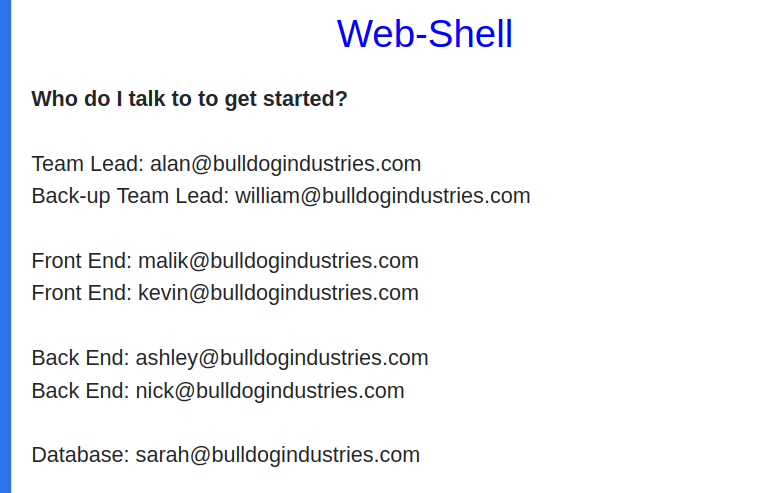 Web-Shell
Who do I talk to to get started?
Team Lead: alan@bulldogindustries.com
Back-up Team Lead: william@bulldogindustries.com
Front End: malik@bulldogindustries.com
Front End: kevin@bulldogindustries.com
Back End: ashley@bulldogindustries.com
Back End: nick@bulldogindustries.com
Database: sarah@bulldogindustries.com